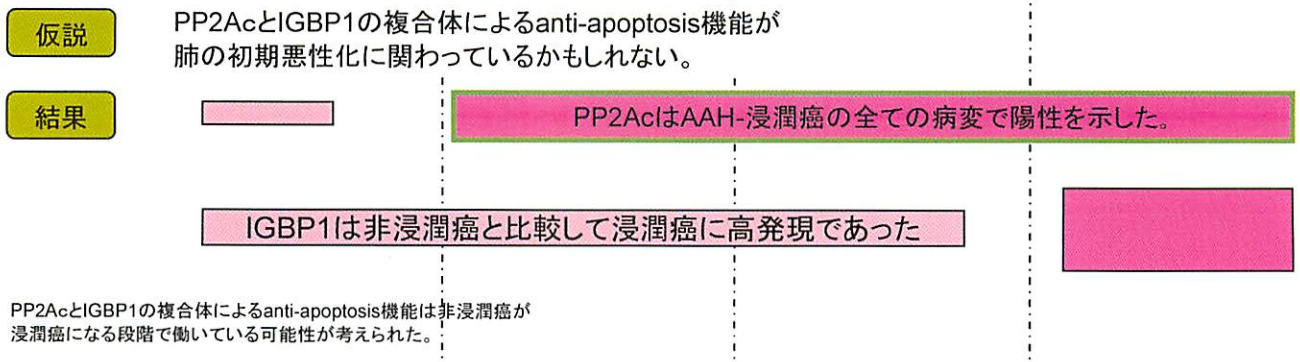 仮説
PP2AcとIGBP1の複合体によるanti-apoptosis機能が
肺の初期悪性化に関わっているかもしれない。
結果
PP2AcはAAH-浸潤癌の全ての病変で陽性を示した。
IGBP1は非浸潤癌と比較して浸潤癌に高発現であった
PP2AcとIGBP1の複合体によるanti-apoptosis機能は非浸潤癌が
浸潤癌になる段階で働いている可能性が考えられた。